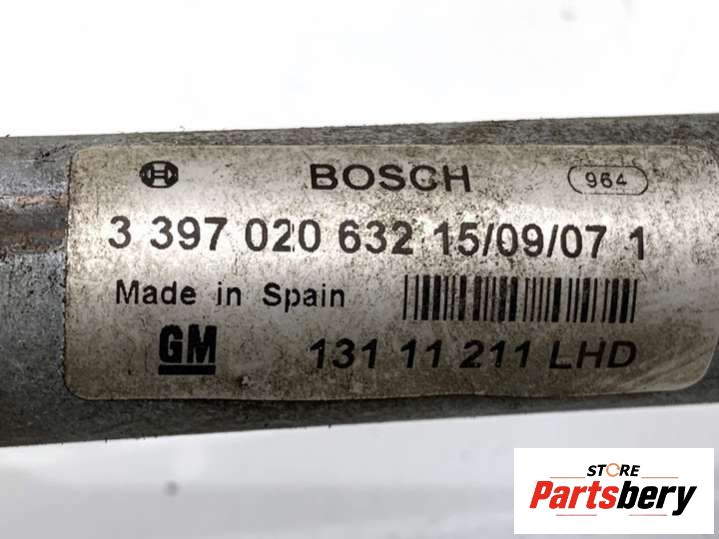 BOSCH 964
3 397 020 632 15/09/07 1
Made in Spain
GM 131 11 211 LHD
STORE
Partsbery